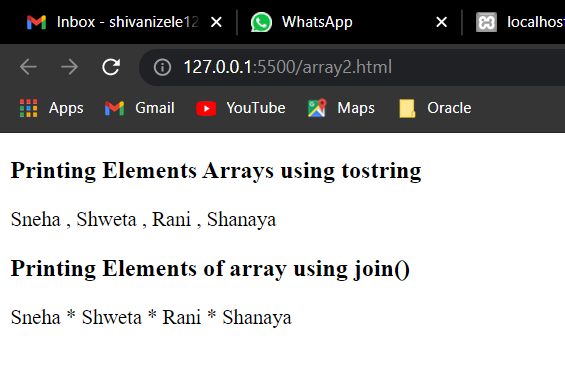 Inbox - shivanizele12
WhatsApp
localhost
127.0.0.1:5500/array2.html
Apps
Gmail
YouTube
Maps
Oracle
Printing Elements Arrays using tostring
Sneha , Shweta , Rani , Shanaya
Printing Elements of array using join()
Sneha * Shweta * Rani * Shanaya